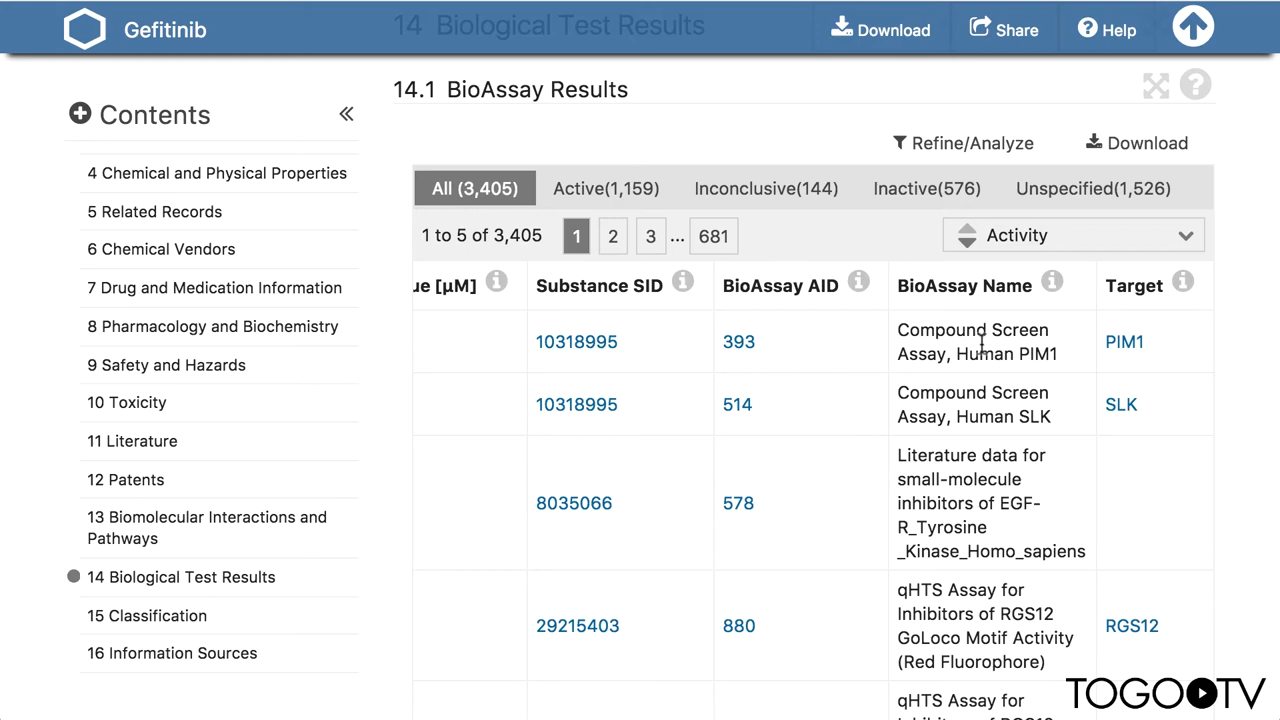 Gefitinib
14 Biological Test Results
Download
Share
Help
Contents
4 Chemical and Physical Properties
5 Related Records
6 Chemical Vendors
7 Drug and Medication Information
8 Pharmacology and Biochemistry
9 Safety and Hazards
10 Toxicity
11 Literature
12 Patents
13 Biomolecular Interactions and
Pathways
14 Biological Test Results
15 Classification
16 Information Sources
14.1 BioAssay Results
Refine/Analyze
Download
All (3,405) Active(1,159) Inconclusive(144) Inactive(576) Unspecified(1,526)
1 to 5 of 3,405 1 2 3 ... 681 Activity
ue [µM] Substance SID BioAssay AID BioAssay Name Target
10318995 393 Compound Screen
Assay, Human PIM1 PIM1
10318995 514 Compound Screen
Assay, Human SLK SLK
8035066 578 Literature data for
small-molecule
inhibitors of EGF-
R_Tyrosine
_Kinase_Homo_sapiens
29215403 880 qHTS Assay for
Inhibitors of RGS12
GoLoco Motif Activity
(Red Fluorophore) RGS12
qHTS Assay for
TOGOTV